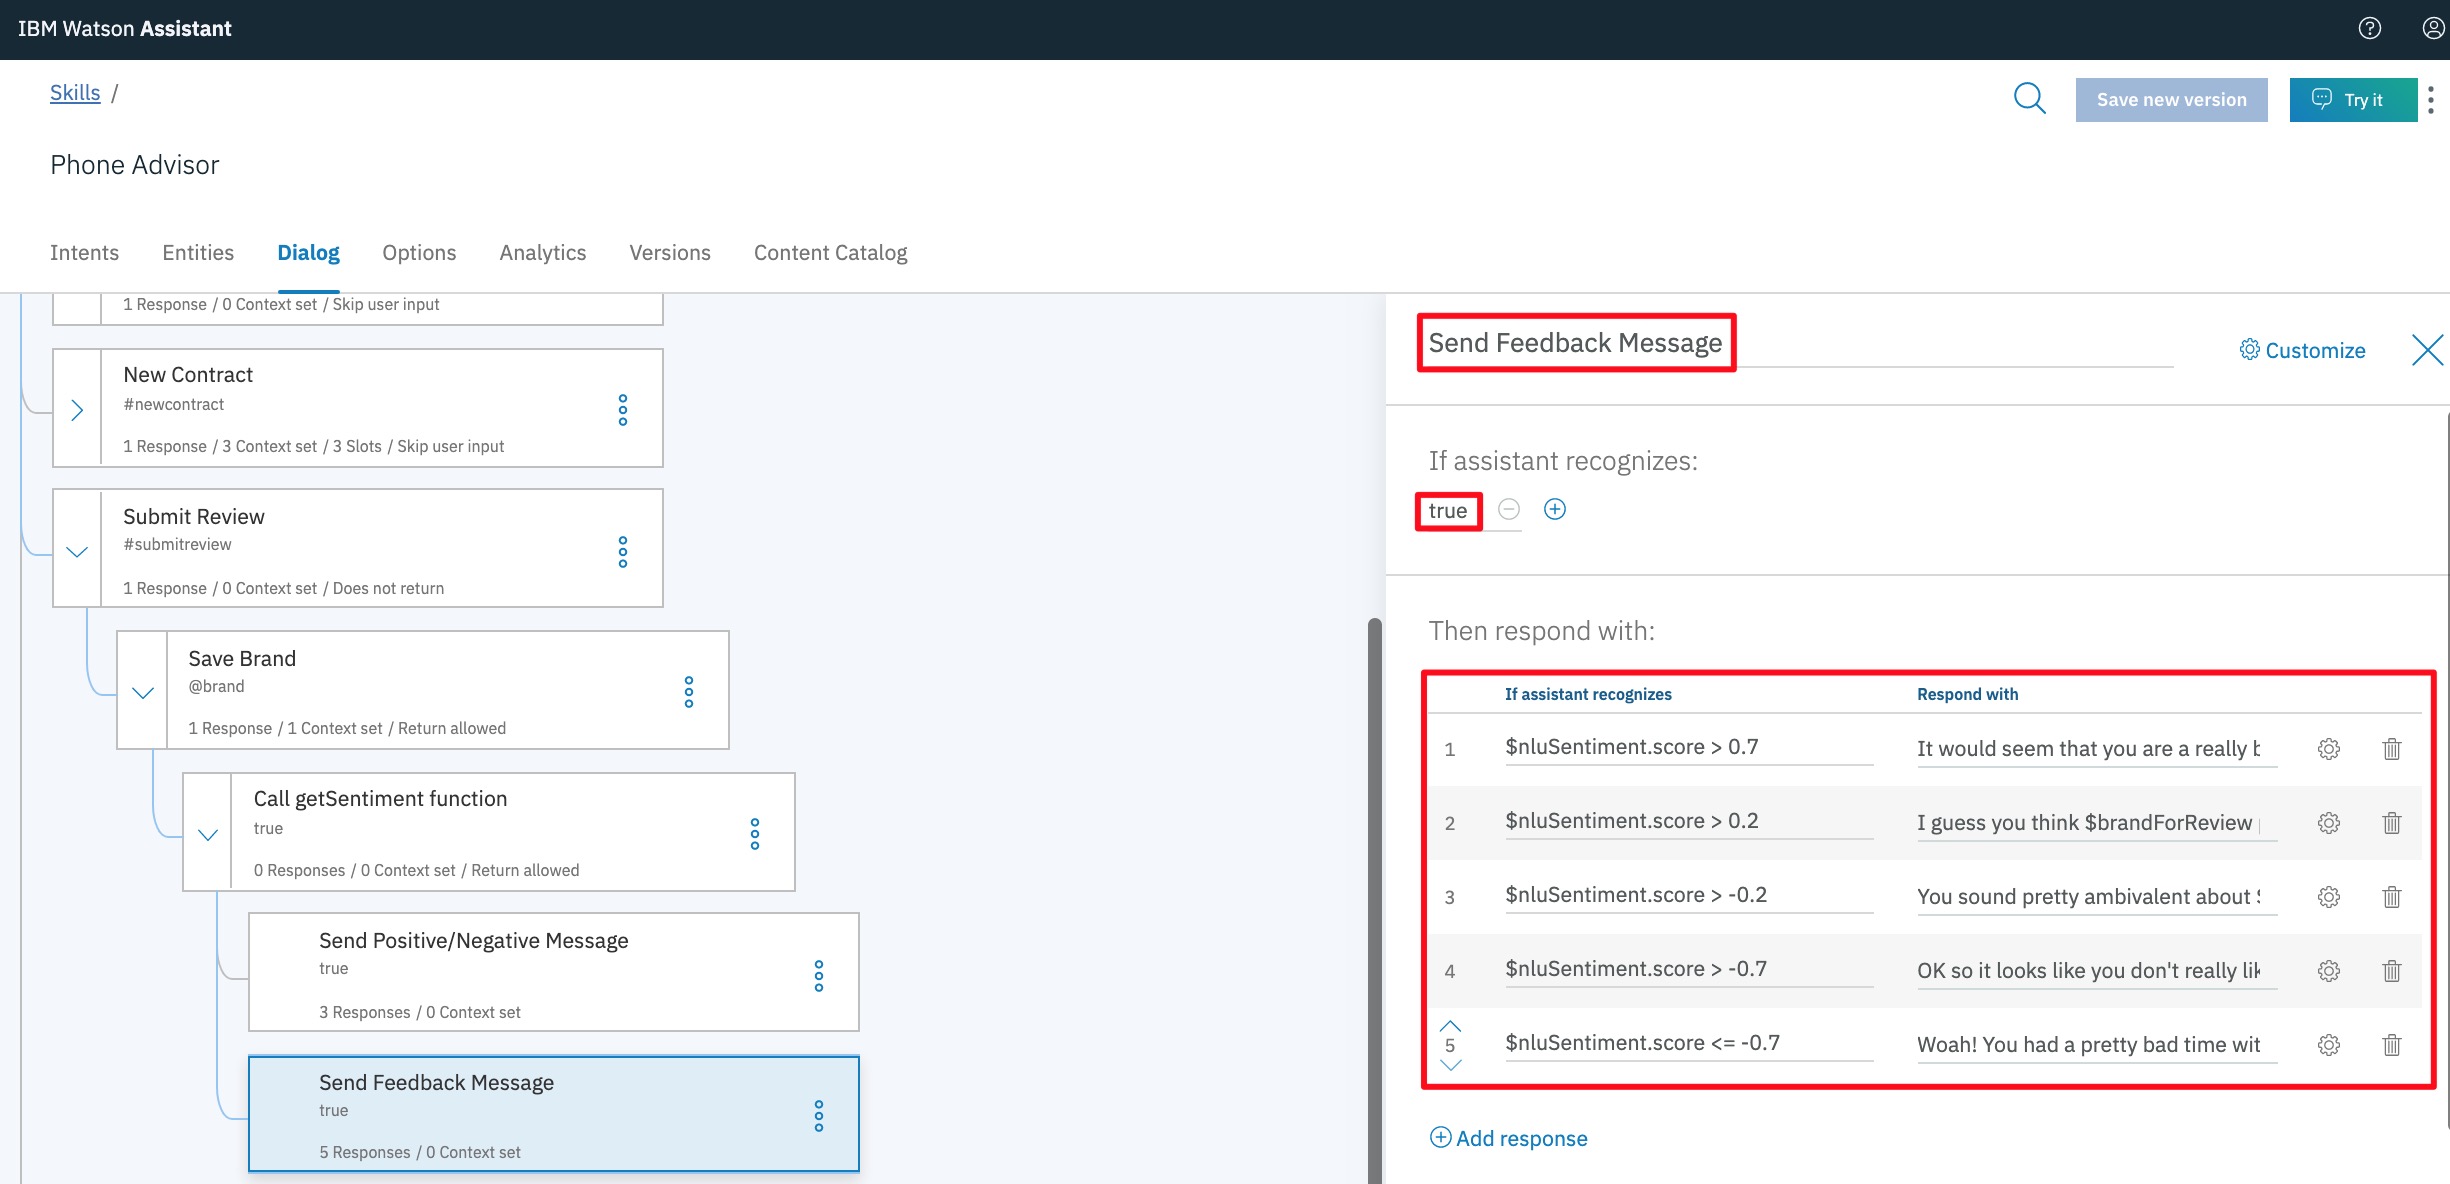 IBM Watson Assistant
Skills /
Save new version
Try it
Phone Advisor
Intents
Entities
Dialog
Options
Analytics
Versions
Content Catalog
1 Response / 0 Context set / Skip user input
New Contract
#newcontract
1 Response / 3 Context set / 3 Slots / Skip user input
Submit Review
#submitreview
1 Response / 0 Context set / Does not return
Save Brand
@brand
1 Response / 1 Context set / Return allowed
Call getSentiment function
true
0 Responses / 0 Context set / Return allowed
Send Positive/Negative Message
true
3 Responses / 0 Context set
Send Feedback Message
true
5 Responses / 0 Context set
Send Feedback Message
Customize
If assistant recognizes:
true
Then respond with:
If assistant recognizes Respond with
1 $nluSentiment.score > 0.7 It would seem that you are a really
2 $nluSentiment.score > 0.2 I guess you think $brandForReview
3 $nluSentiment.score > -0.2 You sound pretty ambivalent about
4 $nluSentiment.score > -0.7 OK so it looks like you don't really
5 $nluSentiment.score <= -0.7 Woah! You had a pretty bad time wit
Add response